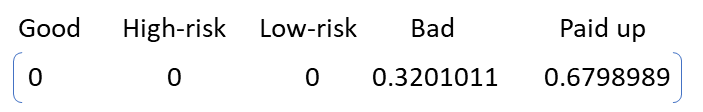 Good High-risk Low-risk Bad Paid up
0 0 0 0.3201011 0.6798989